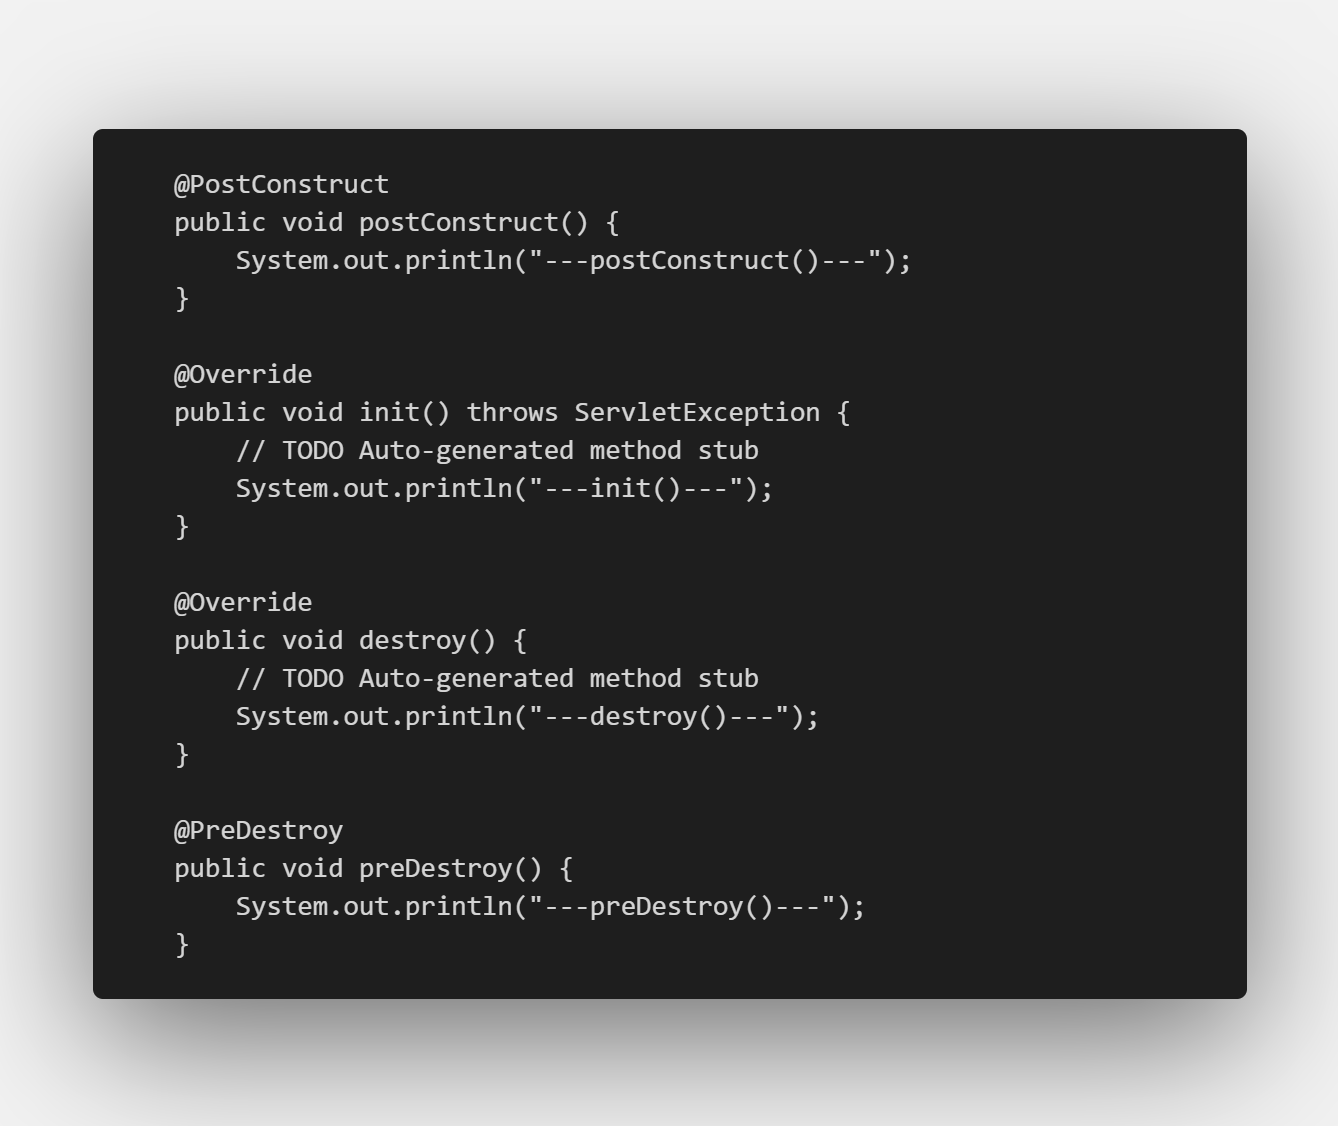 @PostConstruct
public void postConstruct() {
    System.out.println("---postConstruct()---");
}

@Override
public void init() throws ServletException {
    // TODO Auto-generated method stub
    System.out.println("---init()---");
}

@Override
public void destroy() {
    // TODO Auto-generated method stub
    System.out.println("---destroy()---");
}

@PreDestroy
public void preDestroy() {
    System.out.println("---preDestroy()---");
}